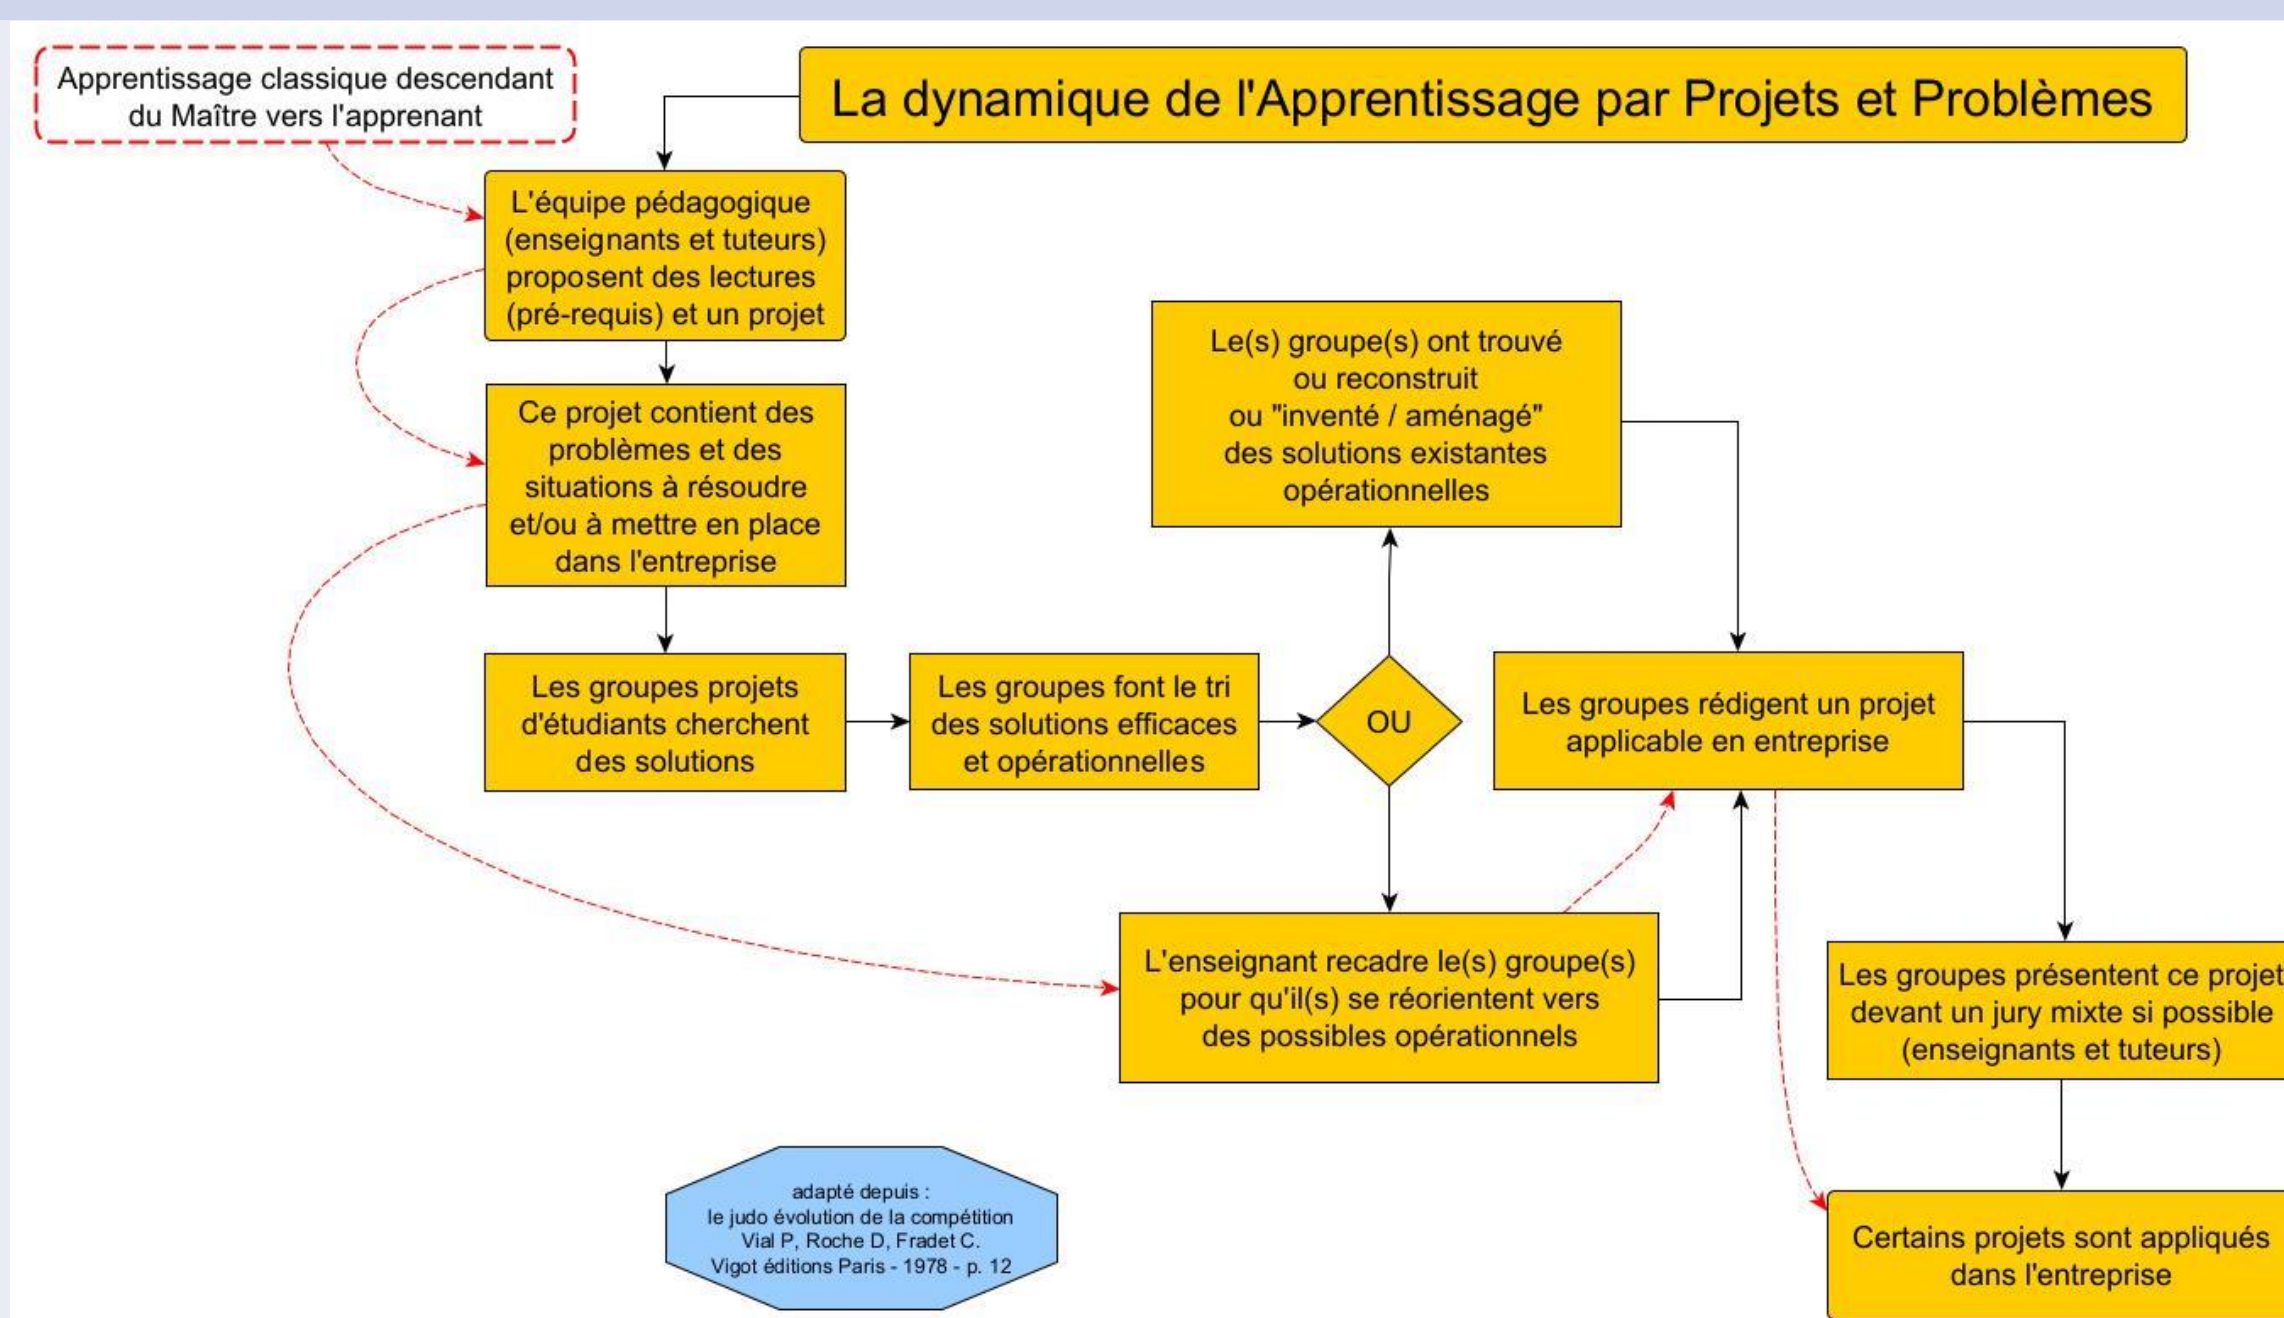 Apprentissage classique descendant
du Maître vers l'apprenant
La dynamique de l'Apprentissage par Projets et Problèmes
L'équipe pédagogique
(enseignants et tuteurs)
proposent des lectures
(pré-requis) et un projet
Ce projet contient des
problèmes et des
situations à résoudre
et/ou à mettre en place
dans l'entreprise
Les groupes projets
d'étudiants cherchent
des solutions
Les groupes font le tri
des solutions efficaces
et opérationnelles
OU
Le(s) groupe(s) ont trouvé
ou reconstruit
ou "inventé / aménagé"
des solutions existantes
opérationnelles
L'enseignant recadre le(s) groupe(s)
pour qu'il(s) se réorientent vers
des possibles opérationnels
Les groupes rédigent un projet
applicable en entreprise
Les groupes présentent ce projet
devant un jury mixte si possible
(enseignants et tuteurs)
Certains projets sont appliqués
dans l'entreprise
adapté depuis :
le judo évolution de la compétition
Vial P, Roche D, Fradet C.
Vigot éditions Paris - 1978 - p. 12